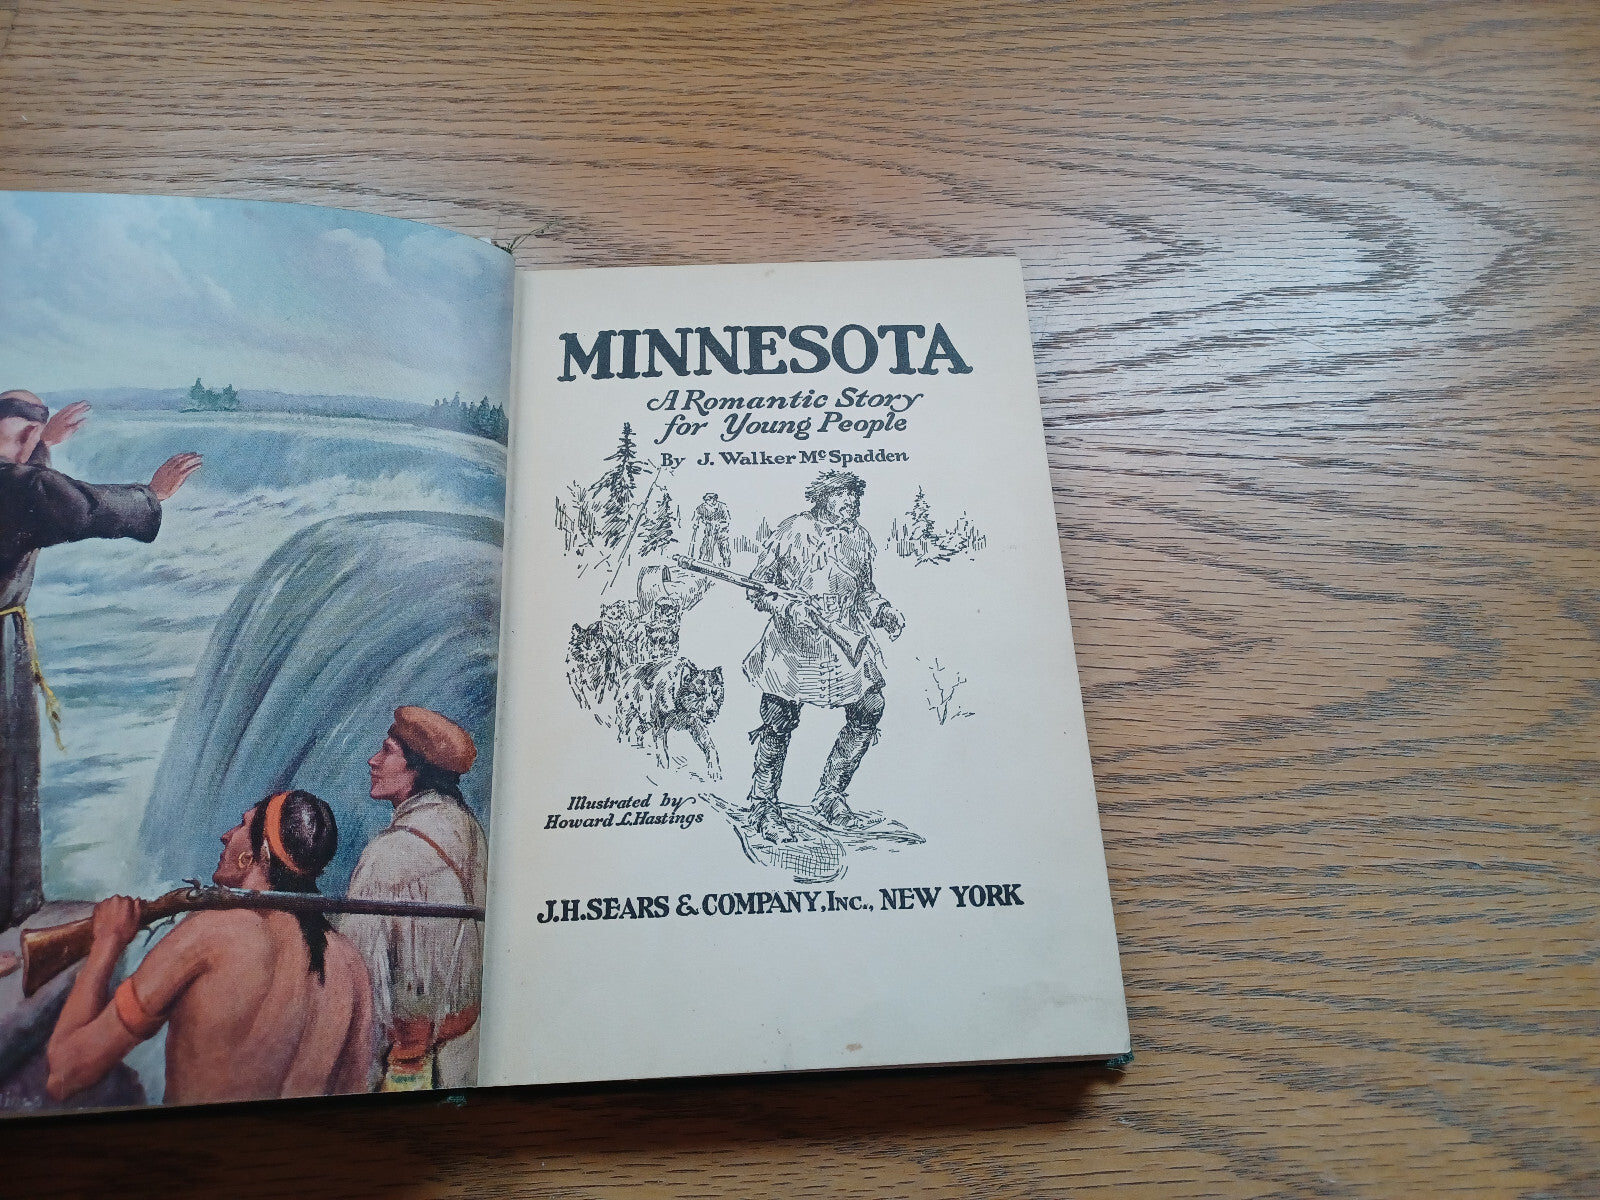 MINNESOTA
A Romantic Story
for Young People
By J. Walker McSpadden
Illustrated by
Howard L. Hastings
J.H. SEARS & COMPANY, INC., NEW YORK